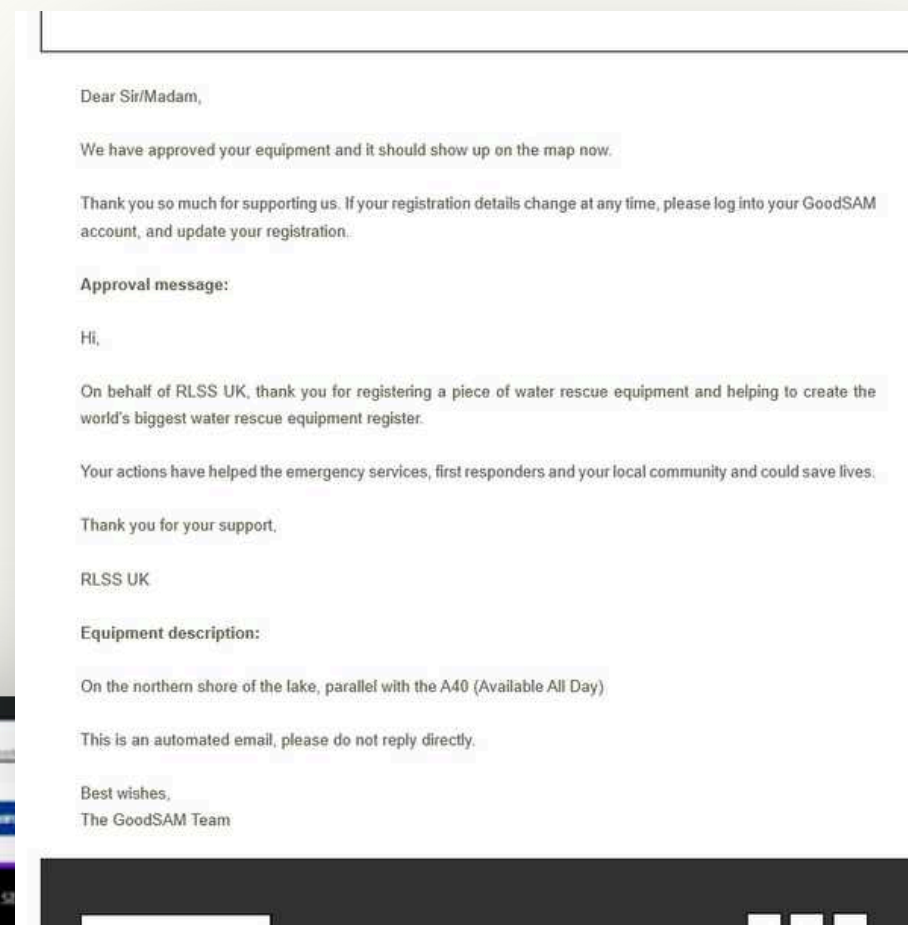 Dear Sir/Madam,
We have approved your equipment and it should show up on the map now.
Thank you so much for supporting us. If your registration details change at any time, please log into your GoodSAM
account, and update your registration.
Approval message:
Hi,
On behalf of RLSS UK, thank you for registering a piece of water rescue equipment and helping to create the
world's biggest water rescue equipment register.
Your actions have helped the emergency services, first responders and your local community and could save lives.
Thank you for your support,
RLSS UK
Equipment description:
On the northern shore of the lake, parallel with the A40 (Available All Day)
This is an automated email, please do not reply directly.
Best wishes,
The GoodSAM Team